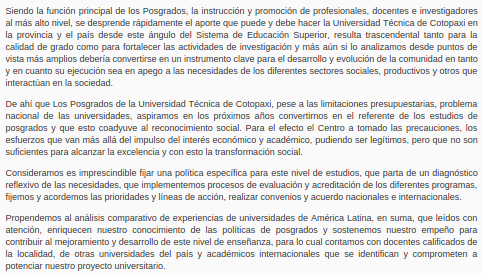 Siendo la función principal de los Posgrados, la instrucción y promoción de profesionales, docentes e investigadores
al más alto nivel, se desprende rápidamente el aporte que puede y debe hacer la Universidad Técnica de Cotopaxi en
la provincia y el país desde este ángulo del Sistema de Educación Superior, resulta trascendental tanto para la
calidad de grado como para fortalecer las actividades de investigación y más aún si lo analizamos desde puntos de
vista más amplios debería convertirse en un instrumento clave para el desarrollo y evolución de la comunidad en tanto
y en cuanto su ejecución sea en apego a las necesidades de los diferentes sectores sociales, productivos y otros que
interactúan en la sociedad.
De ahí que Los Posgrados de la Universidad Técnica de Cotopaxi, pese a las limitaciones presupuestarias, problema
nacional de las universidades, aspiramos en los próximos años convertirnos en el referente de los estudios de
posgrados y que esto coadyuve al reconocimiento social. Para el efecto el Centro a tomado las precauciones, los
esfuerzos que van más allá del impulso del interés económico y académico, pudiendo ser legítimos, pero que no son
suficientes para alcanzar la excelencia y con esto la transformación social.
Consideramos es imprescindible fijar una política específica para este nivel de estudios, que parta de un diagnóstico
reflexivo de las necesidades, que implementemos procesos de evaluación y acreditación de los diferentes programas,
fijemos y acordemos las prioridades y líneas de acción, realizar convenios y acuerdo nacionales e internacionales.
Propendemos al análisis comparativo de experiencias de universidades de América Latina, en suma, que leídos con
atención, enriquecen nuestro conocimiento de las políticas de posgrados y sostenemos nuestro empeño para
contribuir al mejoramiento y desarrollo de este nivel de enseñanza, para lo cual contamos con docentes calificados de
la localidad, de otras universidades del país y académicos internacionales que se identifican y comprometen a
potenciar nuestro proyecto universitario.